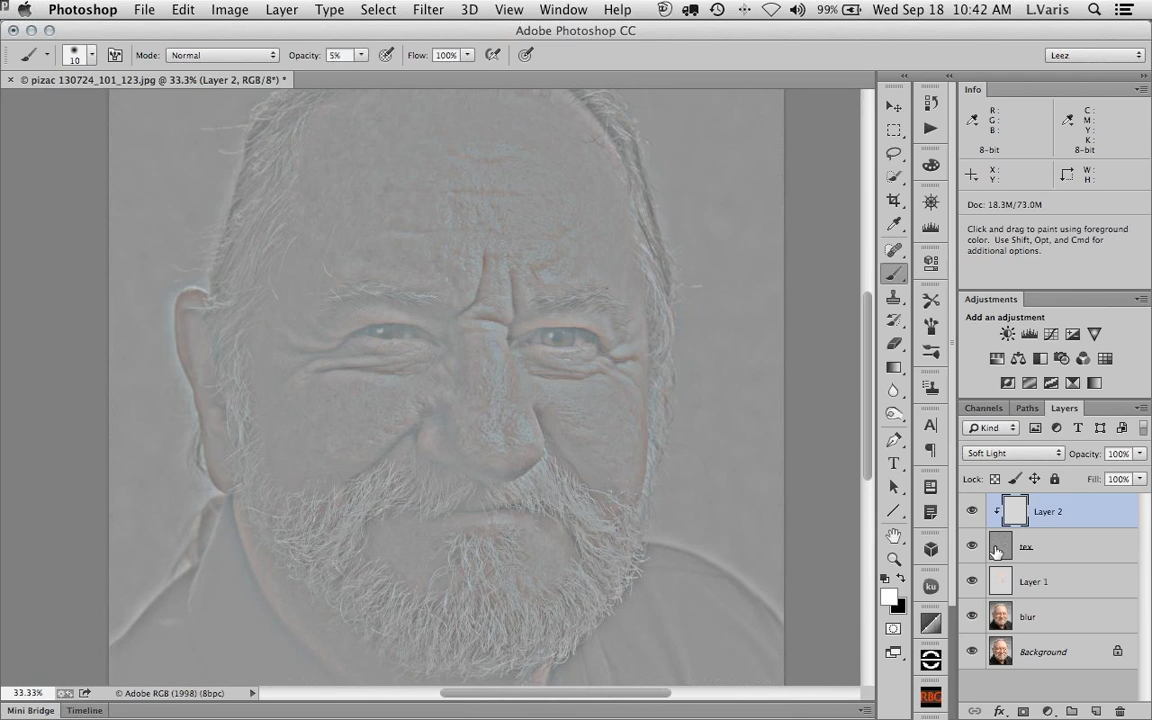 Photoshop File Edit Image Layer Type Select Filter 3D View Window Help 99% Wed Sep 18 10:42 AM L.Varis
Adobe Photoshop CC
10 Mode: Normal Opacity: 5% Flow: 100% Leez
× © pizac 130724_101_123.jpg @ 33.3% (Layer 2, RGB/8*) *
Info
R: C:
G: M:
B: Y:
K:
8-bit 8-bit
X: W:
Y: H:
Doc: 18.3M/73.0M
Click and drag to paint using foreground
color. Use Shift, Opt, and Cmd for
additional options.
Adjustments
Add an adjustment
Channels Paths Layers
Kind
Soft Light Opacity: 100%
Lock: Fill: 100%
Layer 2
tex
Layer 1
blur
Background
A
T
ku
RBG
fx
33.33% © Adobe RGB (1998) (8bpc)
Mini Bridge Timeline